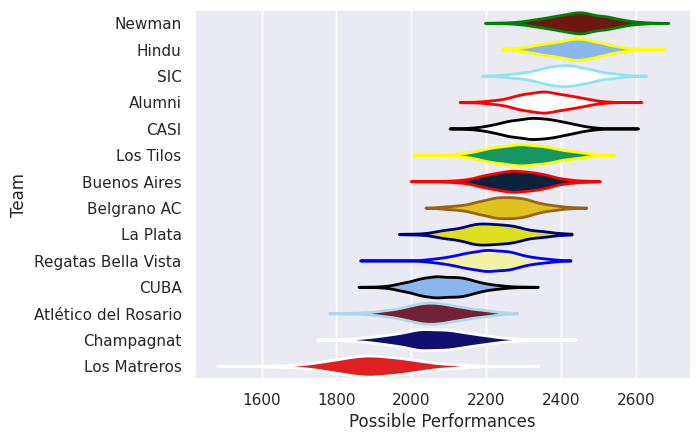 Newman
Hindu
SIC
Alumni
CASI
Los Tilos
Buenos Aires
Belgrano AC
La Plata
Regatas Bella Vista
CUBA
Atlético del Rosario
Champagnat
Los Matreros
Team
1600 1800 2000 2200 2400 2600
Possible Performances